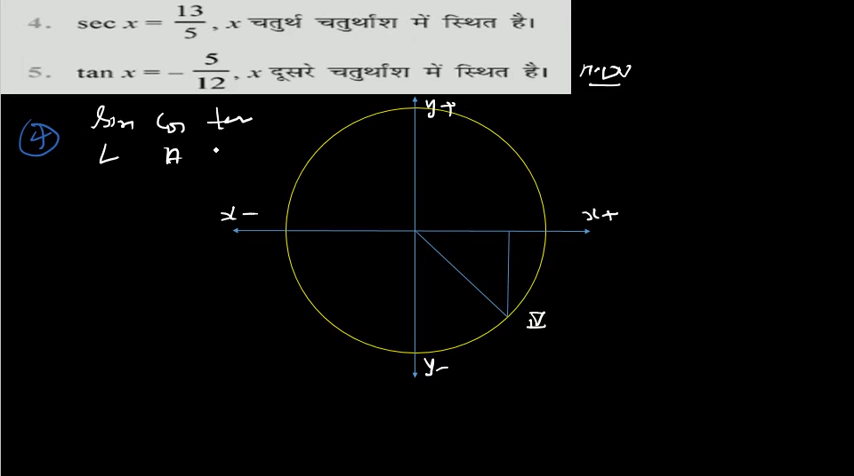 4. sec x = 13/5, x चतुर्थ चतुर्थांश में स्थित है।
5. tan x = − 5/12, x दूसरे चतुर्थांश में स्थित है।
4 Sin Cos tan
L A
y+
x− x+
IV
y−